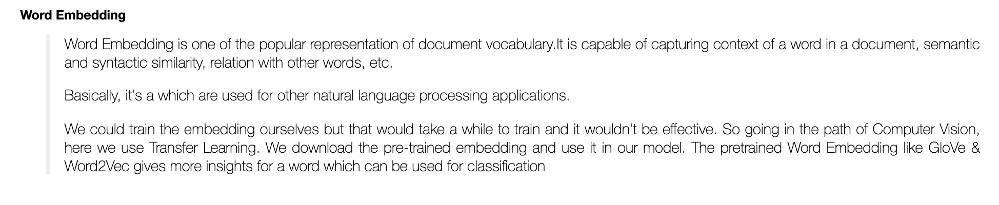 Word Embedding
Word Embedding is one of the popular representation of document vocabulary.It is capable of capturing context of a word in a document, semantic
and syntactic similarity, relation with other words, etc.
Basically, it's a which are used for other natural language processing applications.
We could train the embedding ourselves but that would take a while to train and it wouldn't be effective. So going in the path of Computer Vision,
here we use Transfer Learning. We download the pre-trained embedding and use it in our model. The pretrained Word Embedding like GloVe &
Word2Vec gives more insights for a word which can be used for classification